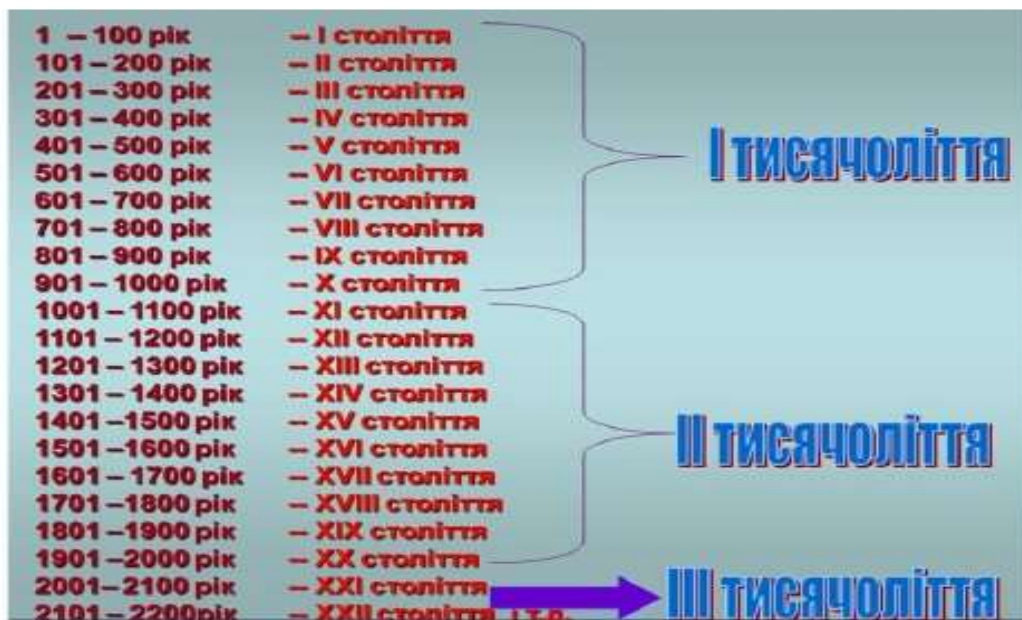 1 – 100 рік – I століття
101 – 200 рік – II століття
201 – 300 рік – III століття
301 – 400 рік – IV століття
401 – 500 рік – V століття
501 – 600 рік – VI століття
601 – 700 рік – VII століття
701 – 800 рік – VIII століття
801 – 900 рік – IX століття
901 – 1000 рік – X століття
I тисячоліття
1001 – 1100 рік – XI століття
1101 – 1200 рік – XII століття
1201 – 1300 рік – XIII століття
1301 – 1400 рік – XIV століття
1401 –1500 рік – XV століття
1501 –1600 рік – XVI століття
1601 – 1700 рік – XVII століття
1701 –1800 рік – XVIII століття
1801 –1900 рік – XIX століття
1901 –2000 рік – XX століття
II тисячоліття
2001–2100 рік – XXI століття
2101 – 2200рік – XXII століття і т.д.
III тисячоліття